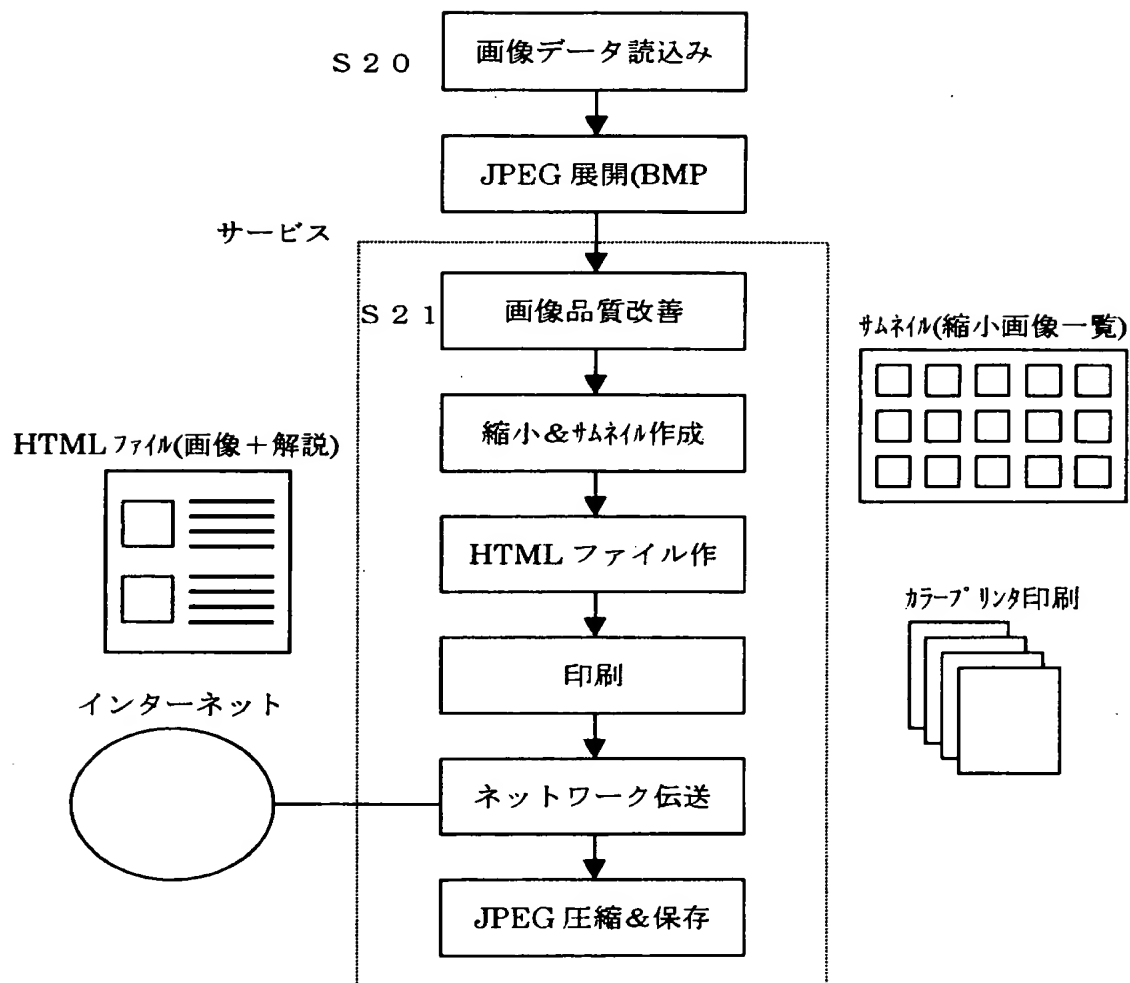 S20
画像データ読込み
JPEG 展開(BMP
サービス
S21
画像品質改善
サムネイル(縮小画像一覧)
縮小&サムネイル作成
HTML ファイル(画像+解説)
HTML ファイル作
カラープリンタ印刷
印刷
インターネット
ネットワーク伝送
JPEG 圧縮&保存